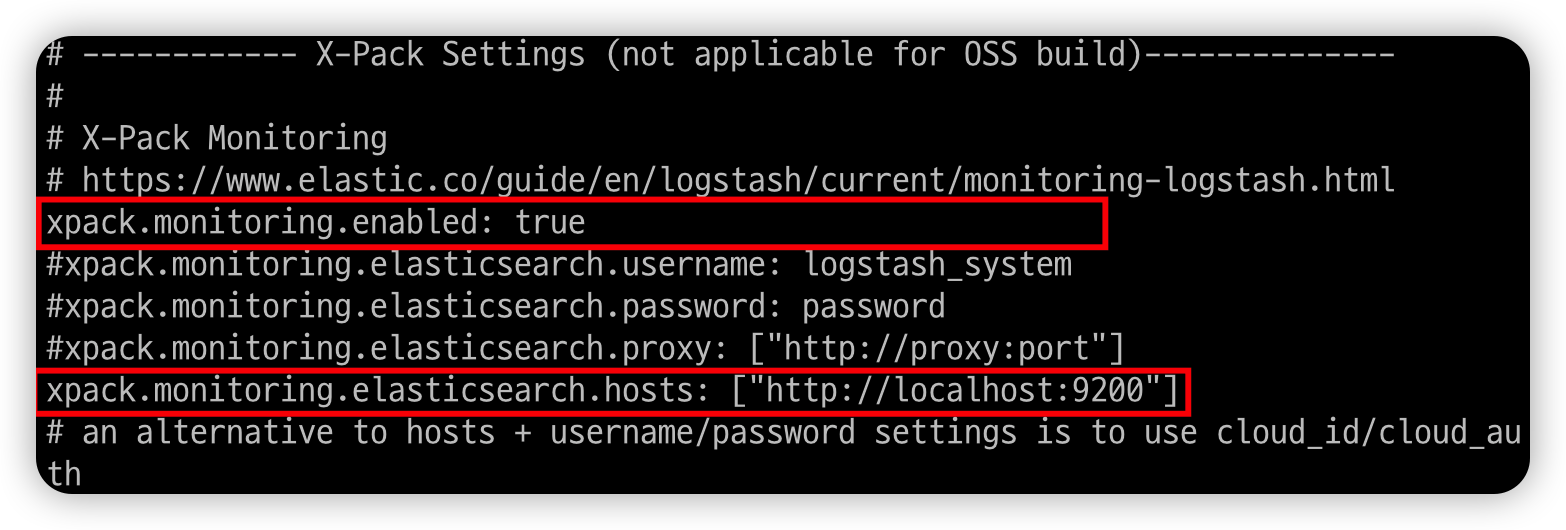 # ------------ X-Pack Settings (not applicable for OSS build)--------------
#
# X-Pack Monitoring
# https://www.elastic.co/guide/en/logstash/current/monitoring-logstash.html
xpack.monitoring.enabled: true
#xpack.monitoring.elasticsearch.username: logstash_system
#xpack.monitoring.elasticsearch.password: password
#xpack.monitoring.elasticsearch.proxy: ["http://proxy:port"]
xpack.monitoring.elasticsearch.hosts: ["http://localhost:9200"]
# an alternative to hosts + username/password settings is to use cloud_id/cloud_au
th